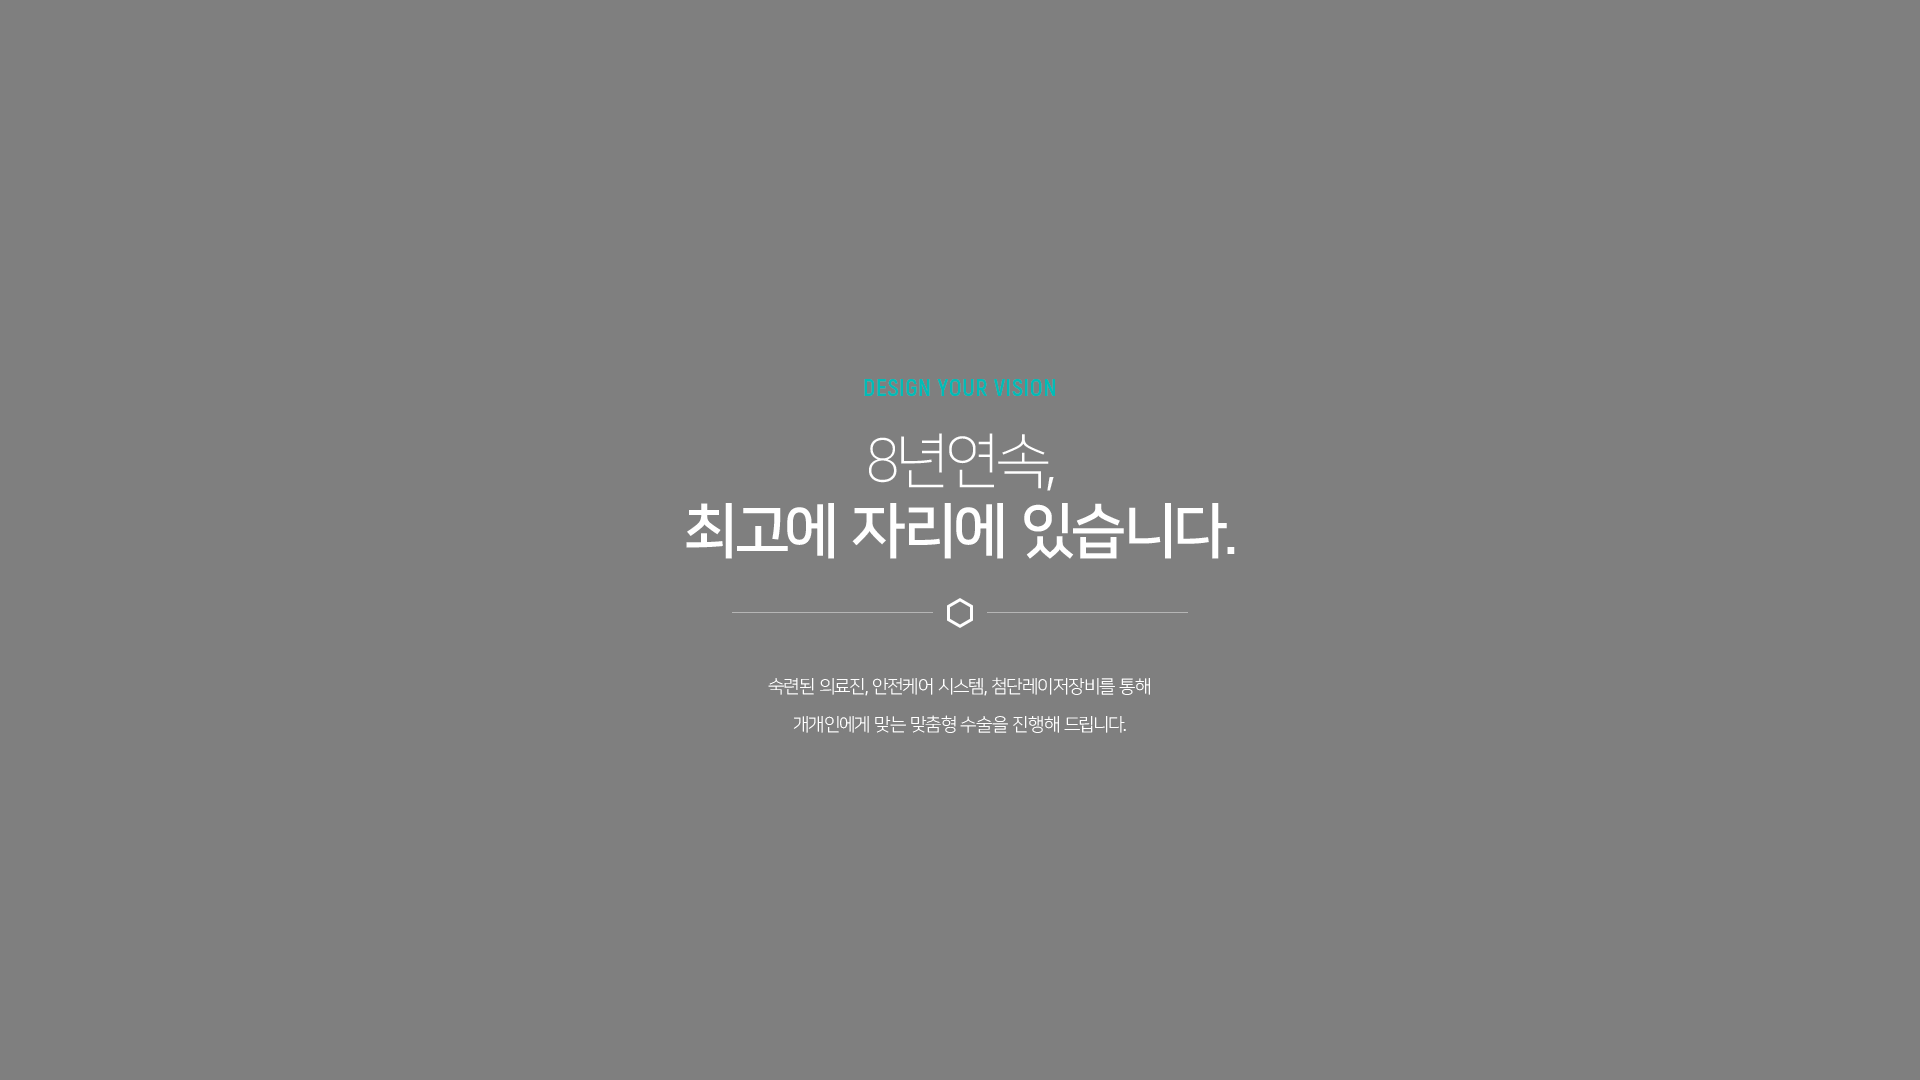 DESIGN YOUR VISION
8년연속,
최고에 자리에 있습니다.
숙련된 의료진, 안전케어 시스템, 첨단레이저장비를 통해
개개인에게 맞는 맞춤형 수술을 진행해 드립니다.